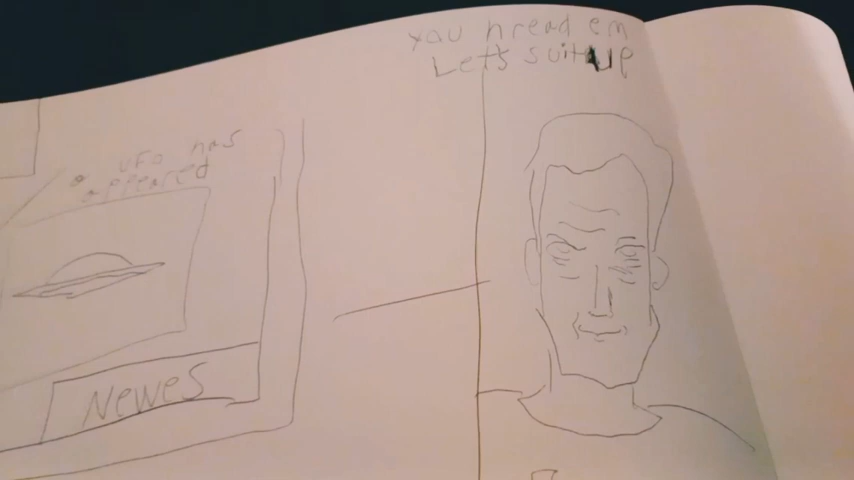 UFO has
appeared
NEWES
You hread em
Let's suit up